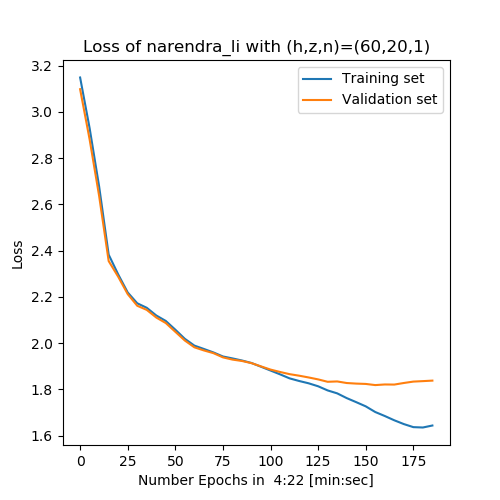 Loss of narendra_li with (h,z,n)=(60,20,1)
Training set
Validation set
3.2
3.0
2.8
2.6
2.4
2.2
2.0
1.8
1.6
Loss
0 25 50 75 100 125 150 175
Number Epochs in  4:22 [min:sec]